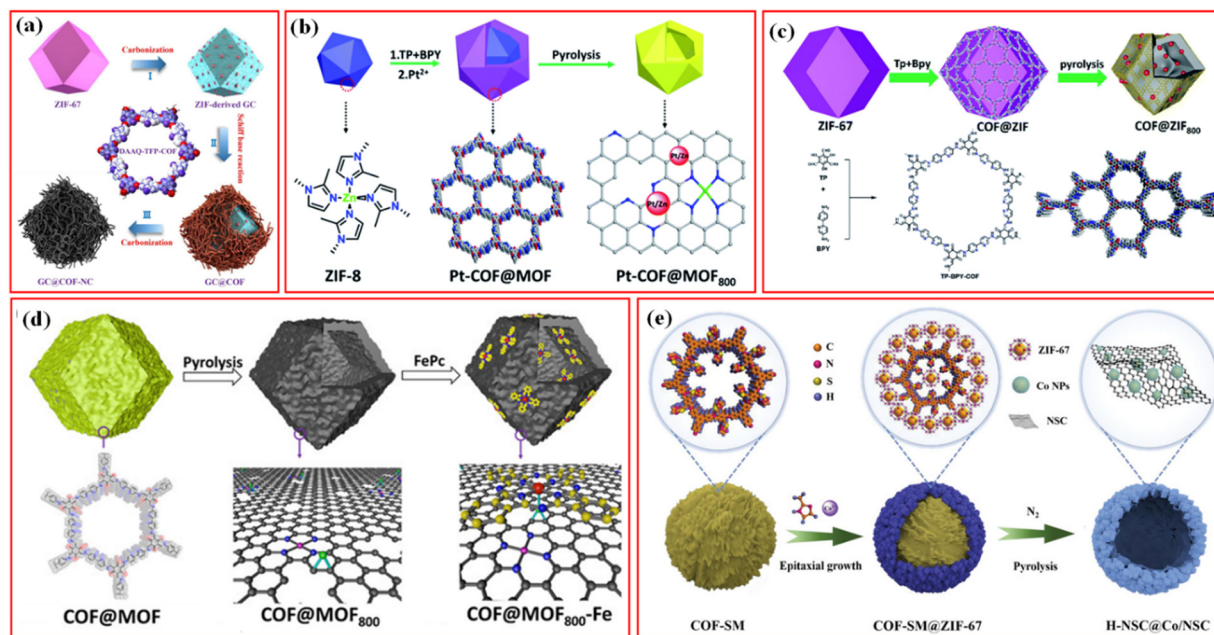 (a)
Carbonization
I
ZIF-67
ZIF-derived GC
DAAQ-TFP-COF
II
Schiff base reaction
III
Carbonization
GC@COF-NC
GC@COF
(b)
1.TP+BPY
2.Pt2+
Pyrolysis
Zn
Pt/Zn
Pt/Zn
ZIF-8
Pt-COF@MOF
Pt-COF@MOF800
(c)
Tp+Bpy
pyrolysis
ZIF-67
COF@ZIF
COF@ZIF800
TP
+
BPY
TP-BPY-COF
(d)
Pyrolysis
FePc
COF@MOF
COF@MOF800
COF@MOF800-Fe
(e)
C
N
S
H
ZIF-67
Co NPs
NSC
Epitaxial growth
N2
Pyrolysis
COF-SM
COF-SM@ZIF-67
H-NSC@Co/NSC